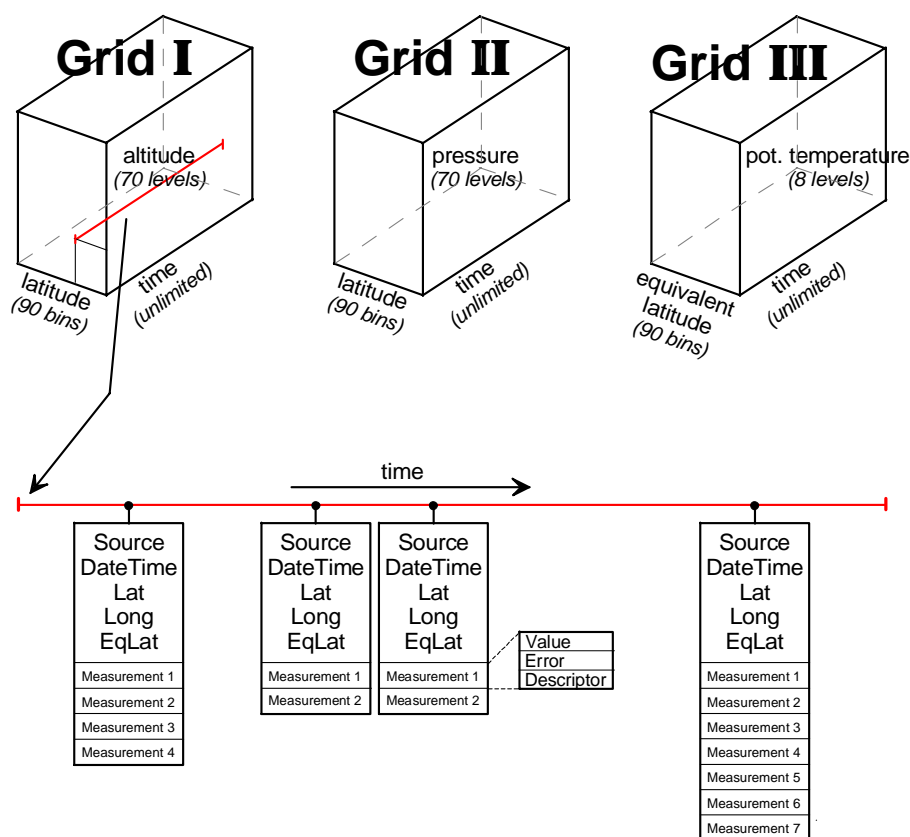 Grid I
altitude
(70 levels)
latitude
(90 bins)
time
(unlimited)
Grid II
pressure
(70 levels)
latitude
(90 bins)
time
(unlimited)
Grid III
pot. temperature
(8 levels)
equivalent
latitude
(90 bins)
time
(unlimited)
time
Source
DateTime
Lat
Long
EqLat
Measurement 1
Measurement 2
Measurement 3
Measurement 4
Source
DateTime
Lat
Long
EqLat
Measurement 1
Measurement 2
Source
DateTime
Lat
Long
EqLat
Measurement 1
Measurement 2
Value
Error
Descriptor
Source
DateTime
Lat
Long
EqLat
Measurement 1
Measurement 2
Measurement 3
Measurement 4
Measurement 5
Measurement 6
Measurement 7